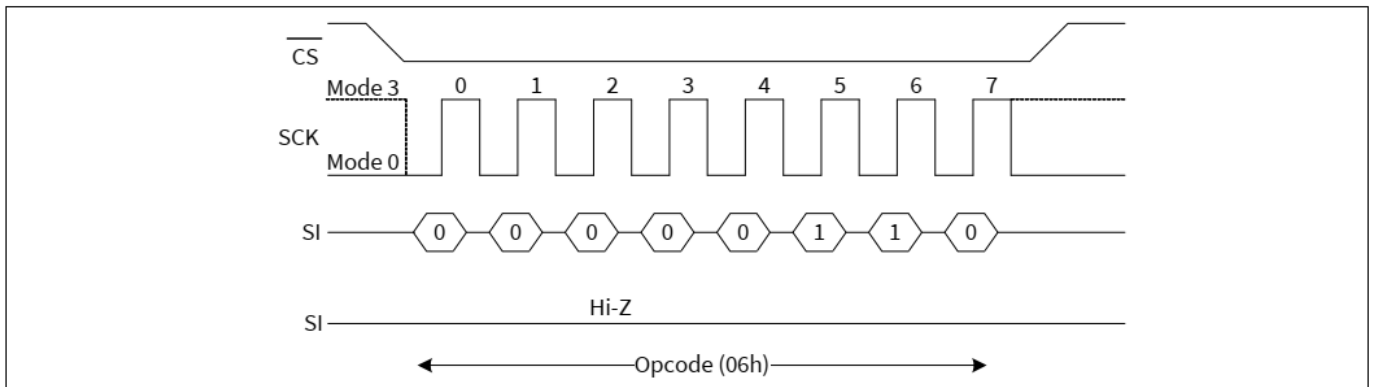 CS
Mode 3 0 1 2 3 4 5 6 7
SCK
Mode 0
SI 0 0 0 0 0 1 1 0
Hi-Z
SI
Opcode (06h)